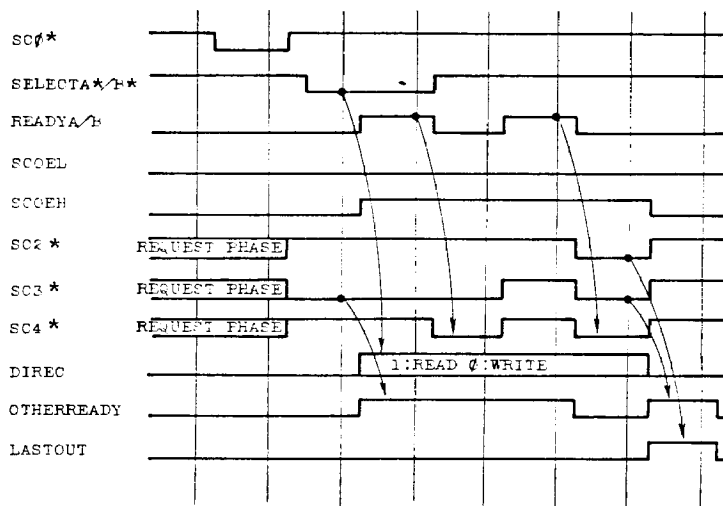 SCØ*
SELECTA*/B*
READYA/B
SCOEL
SCOEH
SC2* REQUEST PHASE
SC3* REQUEST PHASE
SC4* REQUEST PHASE
DIREC 1:READ Ø:WRITE
OTHERREADY
LASTOUT